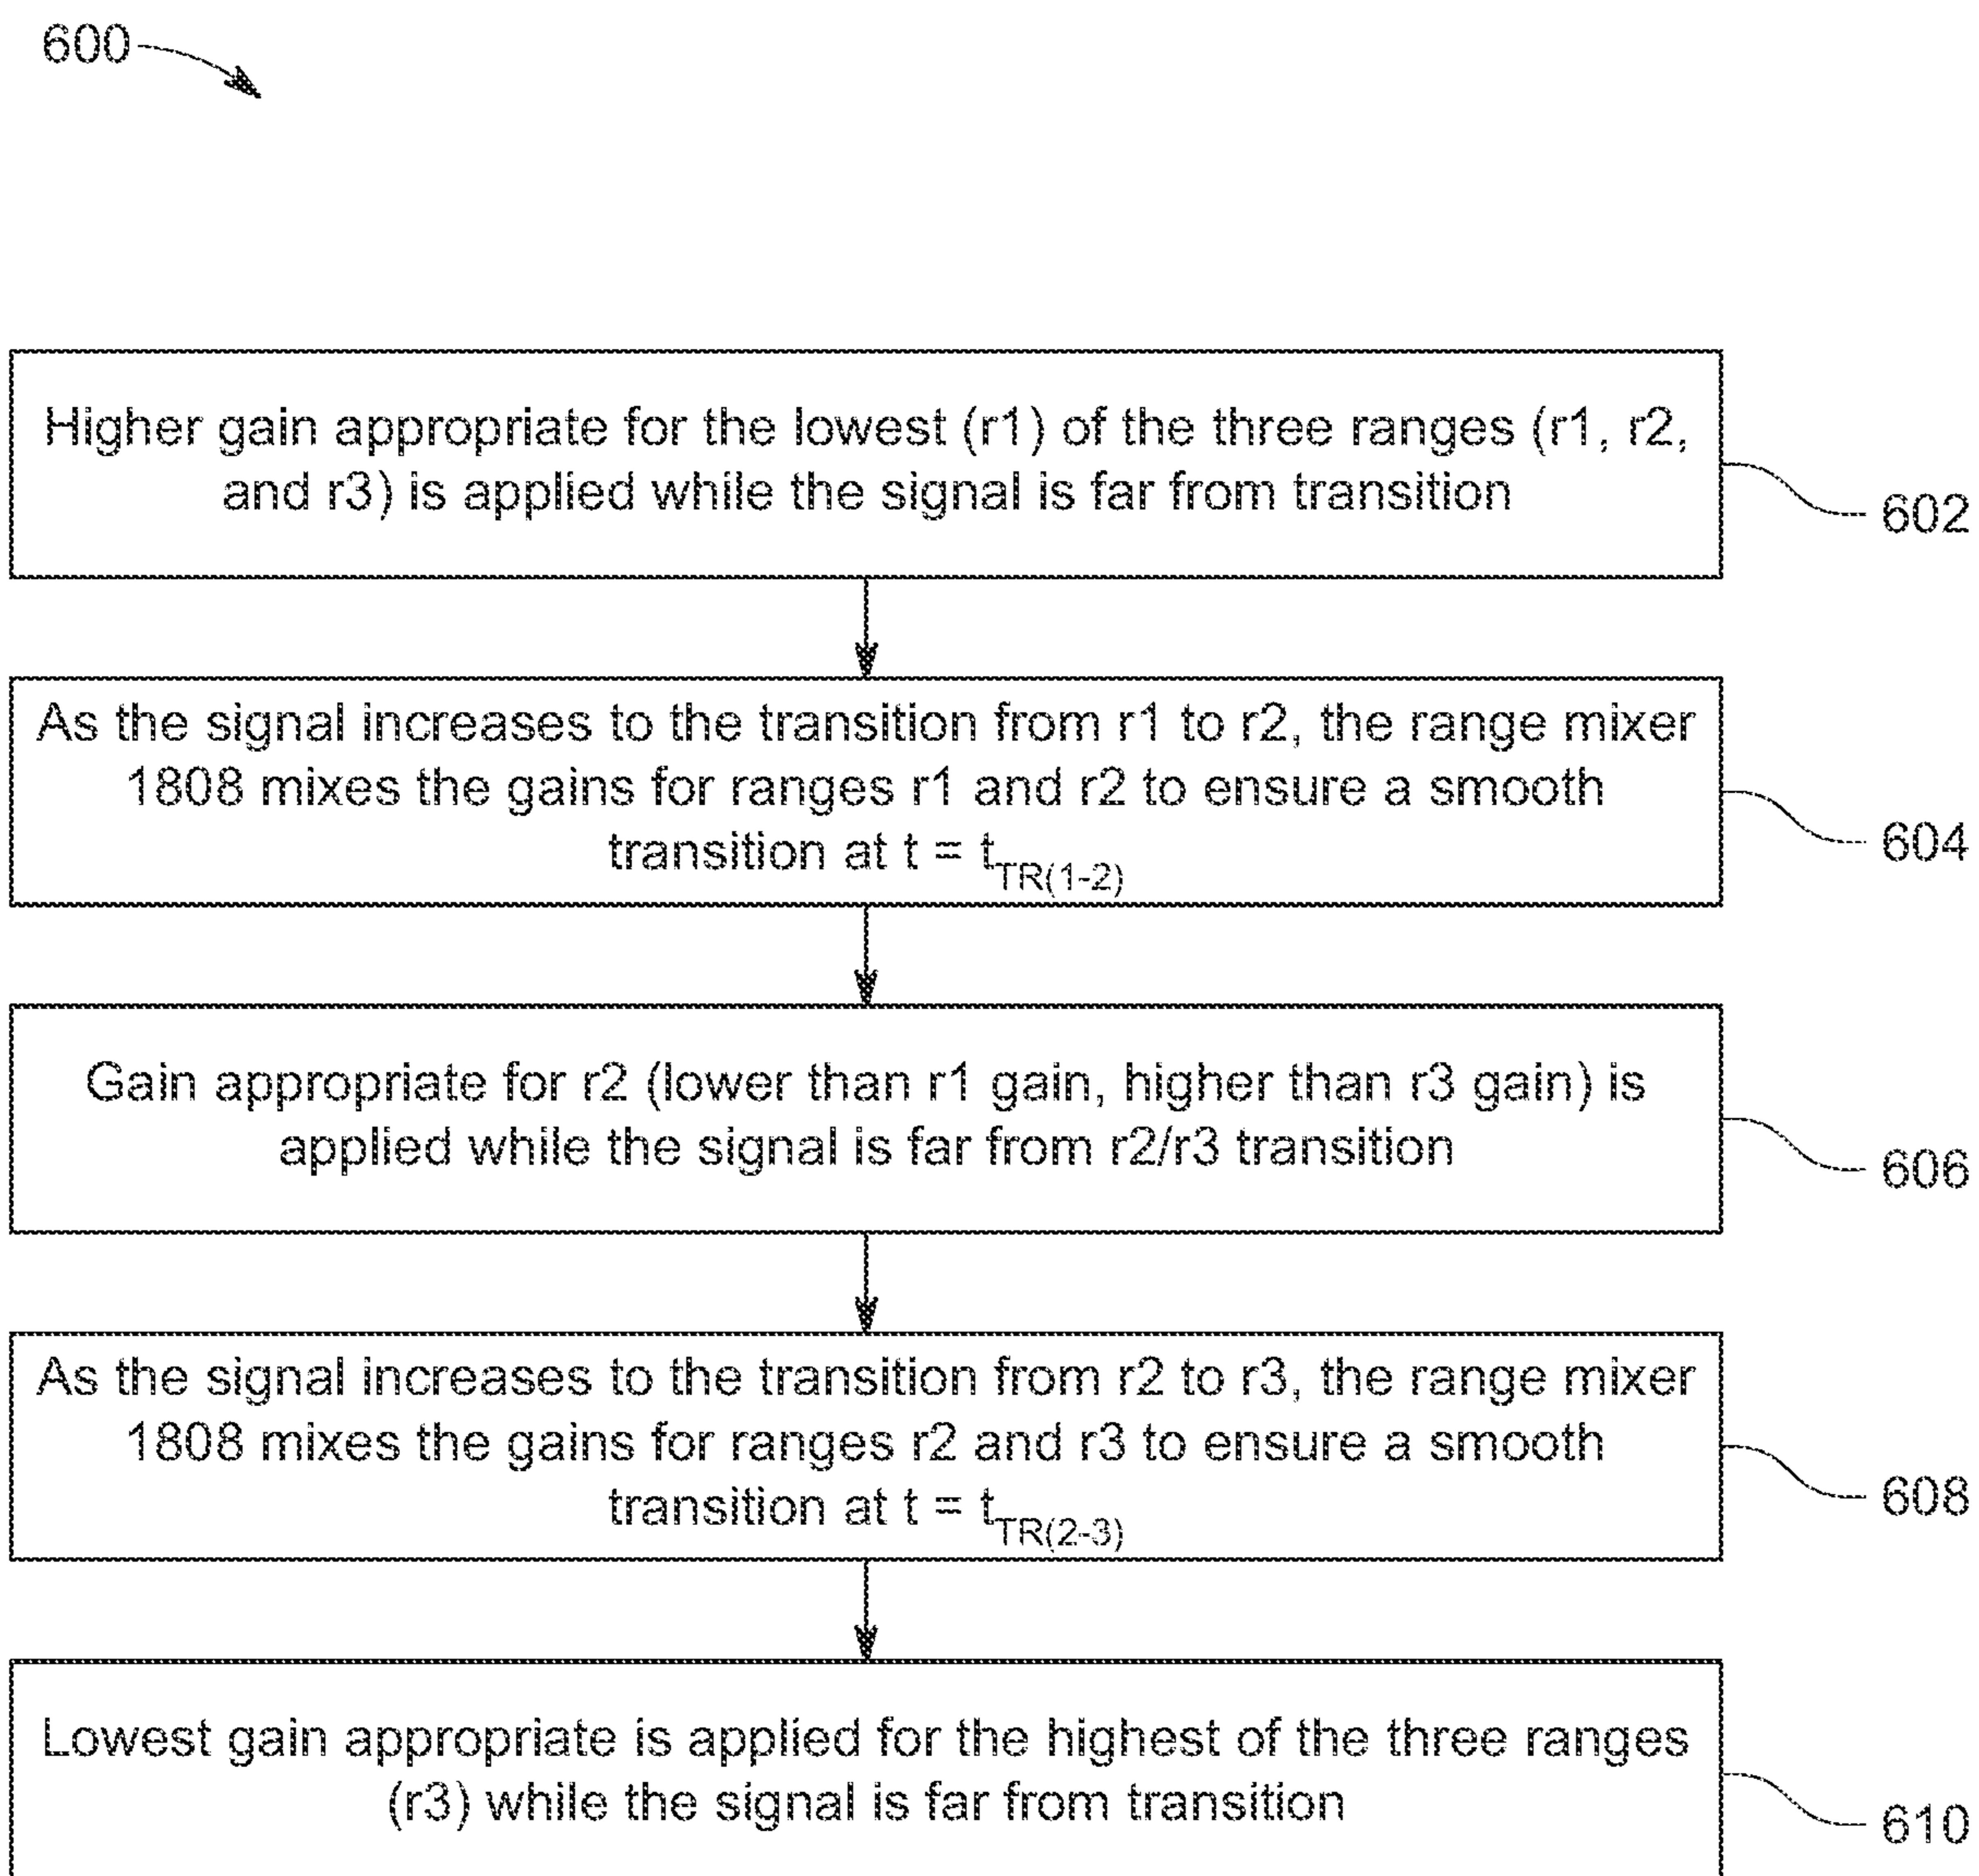 600
Higher gain appropriate for the lowest (r1) of the three ranges (r1, r2,
and r3) is applied while the signal is far from transition
602
As the signal increases to the transition from r1 to r2, the range mixer
1808 mixes the gains for ranges r1 and r2 to ensure a smooth
transition at t = tTR(1-2)
604
Gain appropriate for r2 (lower than r1 gain, higher than r3 gain) is
applied while the signal is far from r2/r3 transition
606
As the signal increases to the transition from r2 to r3, the range mixer
1808 mixes the gains for ranges r2 and r3 to ensure a smooth
transition at t = tTR(2-3)
608
Lowest gain appropriate is applied for the highest of the three ranges
(r3) while the signal is far from transition
610